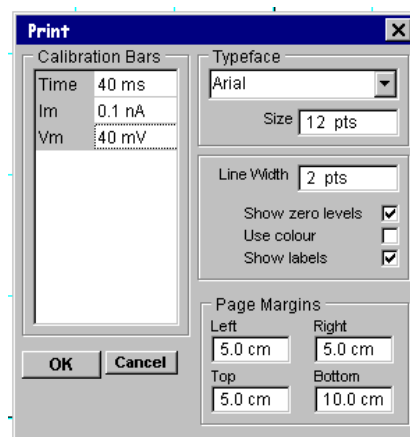 Print
Calibration Bars
Time 40 ms
Im 0.1 nA
Vm 40 mV
OK Cancel
Typeface
Arial
Size 12 pts
Line Width 2 pts
Show zero levels
Use colour
Show labels
Page Margins
Left Right
5.0 cm 5.0 cm
Top Bottom
5.0 cm 10.0 cm